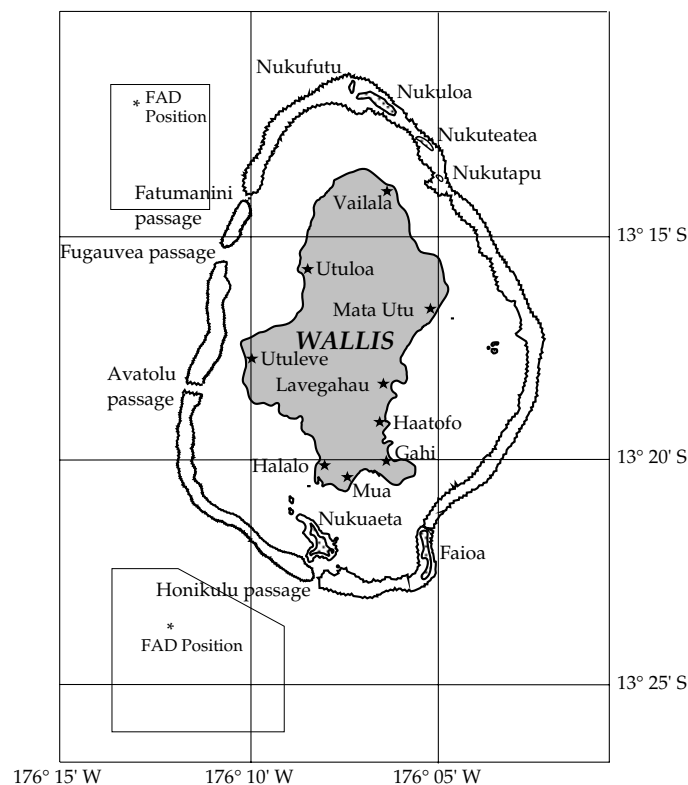 Nukufutu
Nukuloa
* FAD
Position
Nukuteatea
Nukutapu
Fatumanini
passage
Vailala
13° 15' S
Fugauvea passage
Utuloa
Mata Utu
WALLIS
Utuleve
Avatolu
passage
Lavegahau
Haatofo
Gahi
13° 20' S
Halalo
Mua
Nukuaeta
Faioa
Honikulu passage
*
FAD Position
13° 25' S
176° 15' W
176° 10' W
176° 05' W